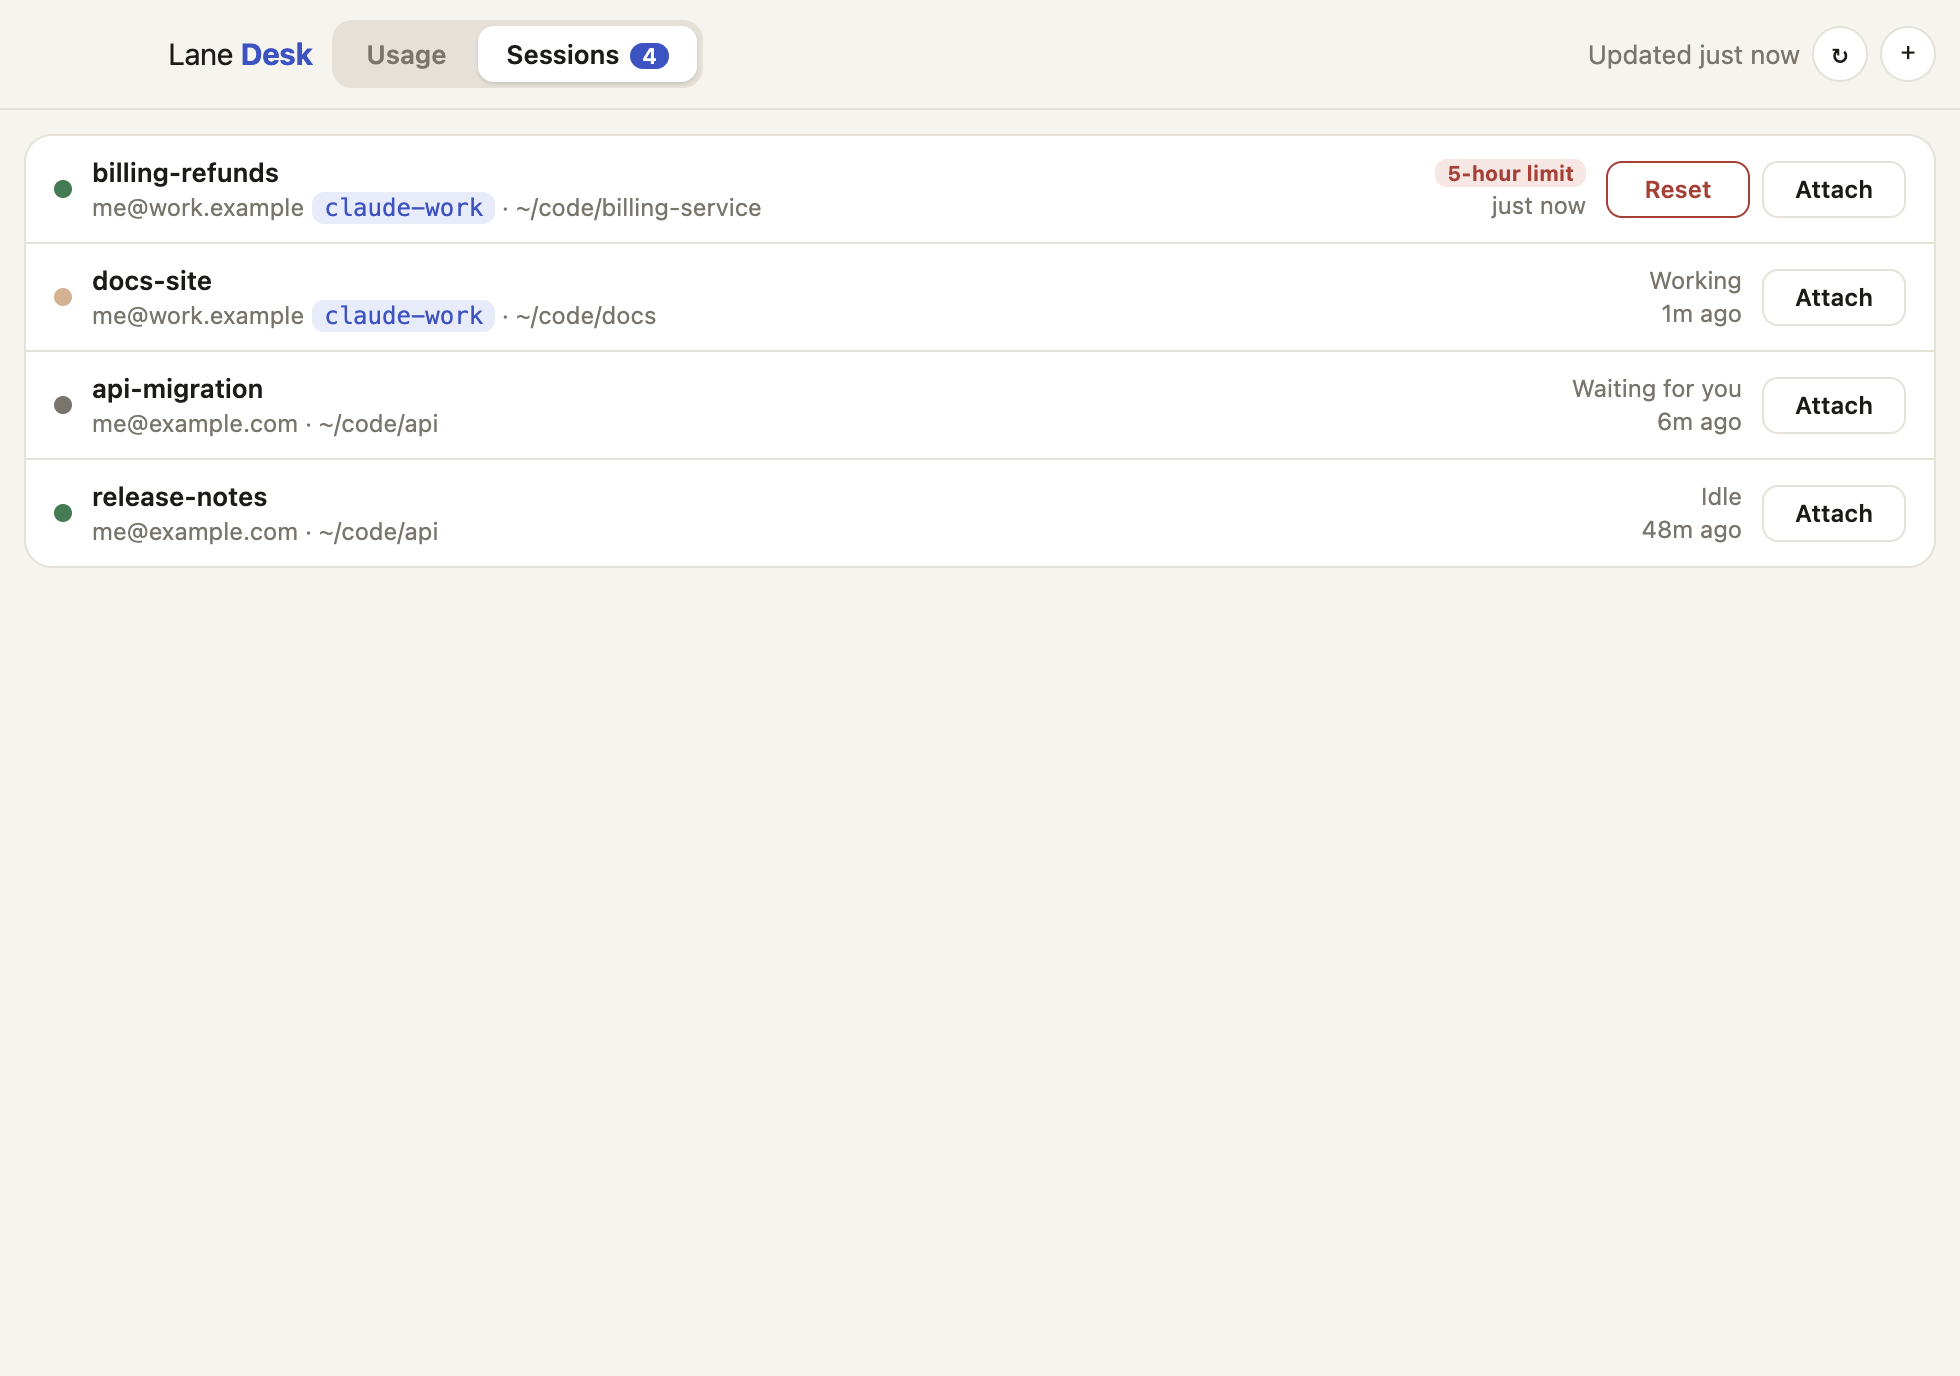 Lane Desk Usage Sessions 4 Updated just now ↻ +
billing-refunds
me@work.example claude-work · ~/code/billing-service
5-hour limit
just now
Reset
Attach
docs-site
me@work.example claude-work · ~/code/docs
Working
1m ago
Attach
api-migration
me@example.com · ~/code/api
Waiting for you
6m ago
Attach
release-notes
me@example.com · ~/code/api
Idle
48m ago
Attach